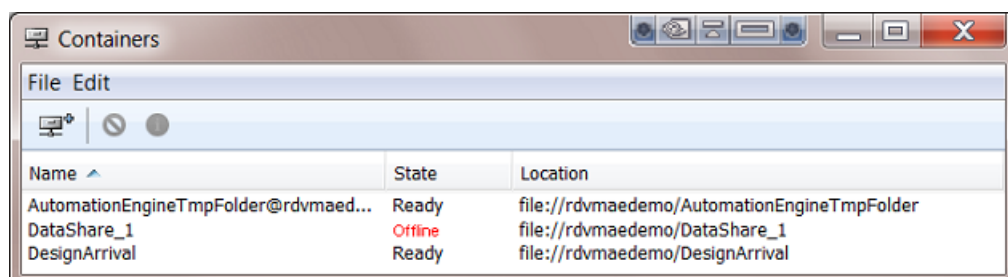 Containers
File Edit
Name State Location
AutomationEngineTmpFolder@rdvmaed... Ready file://rdvmaedemo/AutomationEngineTmpFolder
DataShare_1 Offline file://rdvmaedemo/DataShare_1
DesignArrival Ready file://rdvmaedemo/DesignArrival